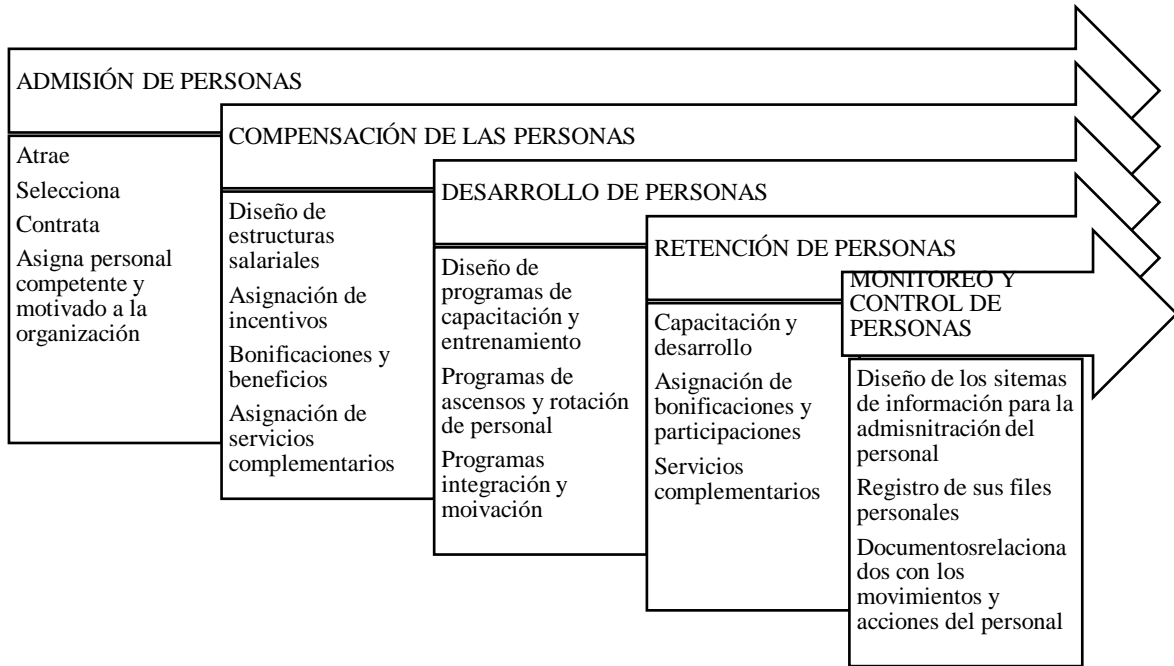 ADMISIÓN DE PERSONAS
Atrae
Selecciona
Contrata
Asigna personal
competente y
motivado a la
organización
COMPENSACIÓN DE LAS PERSONAS
Diseño de
estructuras
salariales
Asignación de
incentivos
Bonificaciones y
beneficios
Asignación de
servicios
complementarios
DESARROLLO DE PERSONAS
Diseño de
programas de
capacitación y
entrenamiento
Programas de
ascensos y rotación
de personal
Programas
integración y
moivación
RETENCIÓN DE PERSONAS
Capacitación y
desarrollo
Asignación de
bonificaciones y
participaciones
Servicios
complementarios
MONITOREO Y
CONTROL DE
PERSONAS
Diseño de los sitemas
de información para la
admisnitración del
personal
Registro de sus files
personales
Documentosrelaciona
dos con los
movimientos y
acciones del personal